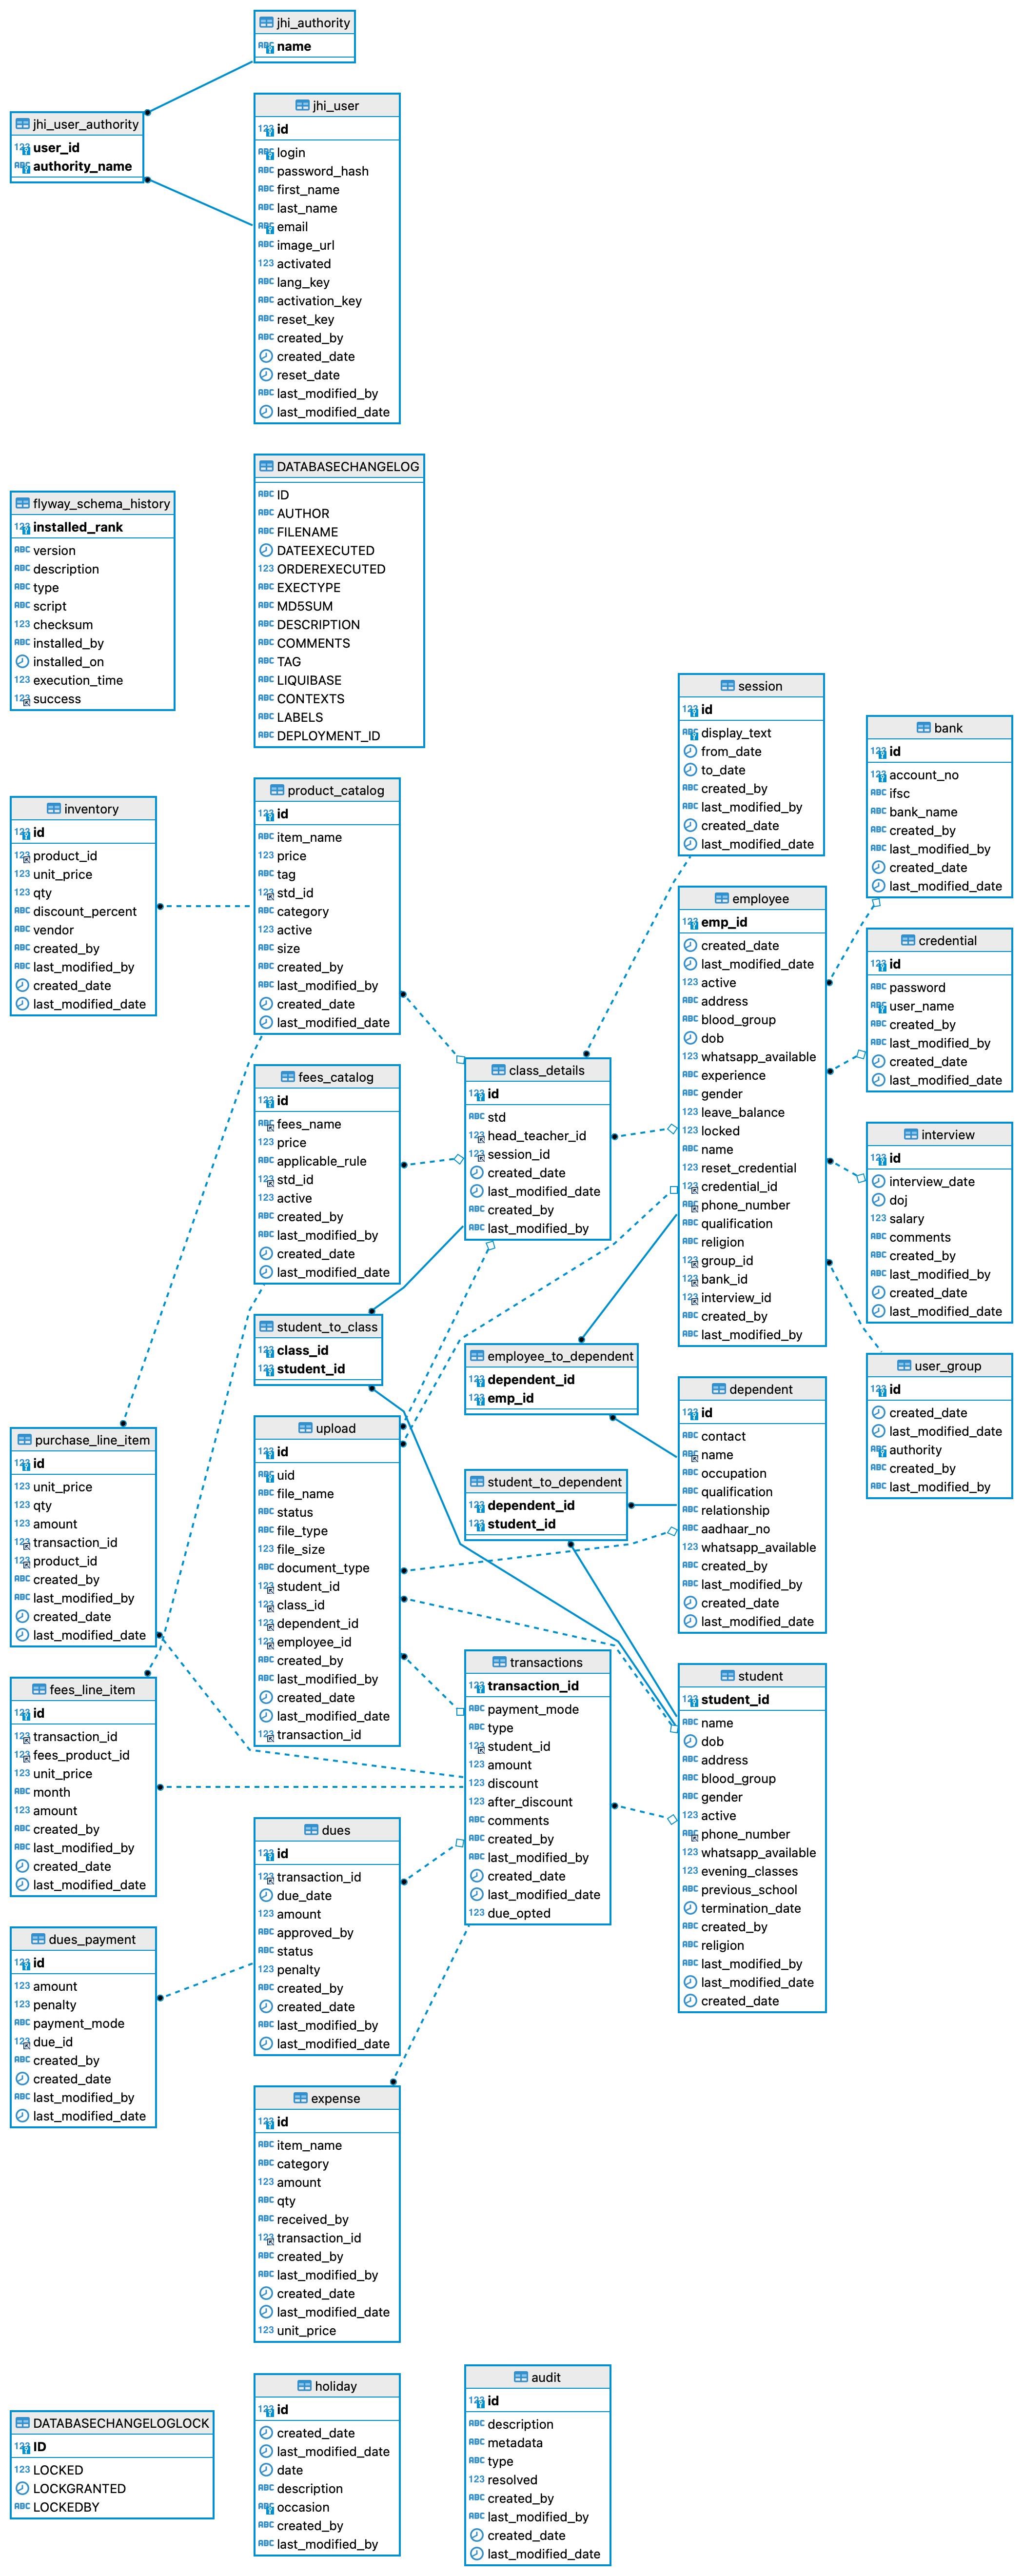 jhi_authority
name
jhi_user_authority
user_id
authority_name
jhi_user
id
login
password_hash
first_name
last_name
email
image_url
activated
lang_key
activation_key
reset_key
created_by
created_date
reset_date
last_modified_by
last_modified_date
flyway_schema_history
installed_rank
version
description
type
script
checksum
installed_by
installed_on
execution_time
success
DATABASECHANGELOG
ID
AUTHOR
FILENAME
DATEEXECUTED
ORDEREXECUTED
EXECTYPE
MD5SUM
DESCRIPTION
COMMENTS
TAG
LIQUIBASE
CONTEXTS
LABELS
DEPLOYMENT_ID
session
id
display_text
from_date
to_date
created_by
last_modified_by
created_date
last_modified_date
bank
id
account_no
ifsc
bank_name
created_by
last_modified_by
created_date
last_modified_date
inventory
id
product_id
unit_price
qty
discount_percent
vendor
created_by
last_modified_by
created_date
last_modified_date
product_catalog
id
item_name
price
tag
std_id
category
active
size
created_by
last_modified_by
created_date
last_modified_date
employee
emp_id
created_date
last_modified_date
active
address
blood_group
dob
whatsapp_available
experience
gender
leave_balance
locked
name
reset_credential
credential_id
phone_number
qualification
religion
group_id
bank_id
interview_id
created_by
last_modified_by
credential
id
password
user_name
created_by
last_modified_by
created_date
last_modified_date
fees_catalog
id
fees_name
price
applicable_rule
std_id
active
created_by
last_modified_by
created_date
last_modified_date
class_details
id
std
head_teacher_id
session_id
created_date
last_modified_date
created_by
last_modified_by
interview
id
interview_date
doj
salary
comments
created_by
last_modified_by
created_date
last_modified_date
student_to_class
class_id
student_id
employee_to_dependent
dependent_id
emp_id
user_group
id
created_date
last_modified_date
authority
created_by
last_modified_by
dependent
id
contact
name
occupation
qualification
relationship
aadhaar_no
whatsapp_available
created_by
last_modified_by
created_date
last_modified_date
purchase_line_item
id
unit_price
qty
amount
transaction_id
product_id
created_by
last_modified_by
created_date
last_modified_date
upload
id
uid
file_name
status
file_type
file_size
document_type
student_id
class_id
dependent_id
employee_id
created_by
last_modified_by
created_date
last_modified_date
transaction_id
student_to_dependent
dependent_id
student_id
transactions
transaction_id
payment_mode
type
student_id
amount
discount
after_discount
comments
created_by
last_modified_by
created_date
last_modified_date
due_opted
student
student_id
name
dob
address
blood_group
gender
active
phone_number
whatsapp_available
evening_classes
previous_school
termination_date
created_by
religion
last_modified_by
last_modified_date
created_date
fees_line_item
id
transaction_id
fees_product_id
unit_price
month
amount
created_by
last_modified_by
created_date
last_modified_date
dues
id
transaction_id
due_date
amount
approved_by
status
penalty
created_by
created_date
last_modified_by
last_modified_date
dues_payment
id
amount
penalty
payment_mode
due_id
created_by
created_date
last_modified_by
last_modified_date
expense
id
item_name
category
amount
qty
received_by
transaction_id
created_by
last_modified_by
created_date
last_modified_date
unit_price
DATABASECHANGELOGLOCK
ID
LOCKED
LOCKGRANTED
LOCKEDBY
holiday
id
created_date
last_modified_date
date
description
occasion
created_by
last_modified_by
audit
id
description
metadata
type
resolved
created_by
last_modified_by
created_date
last_modified_date